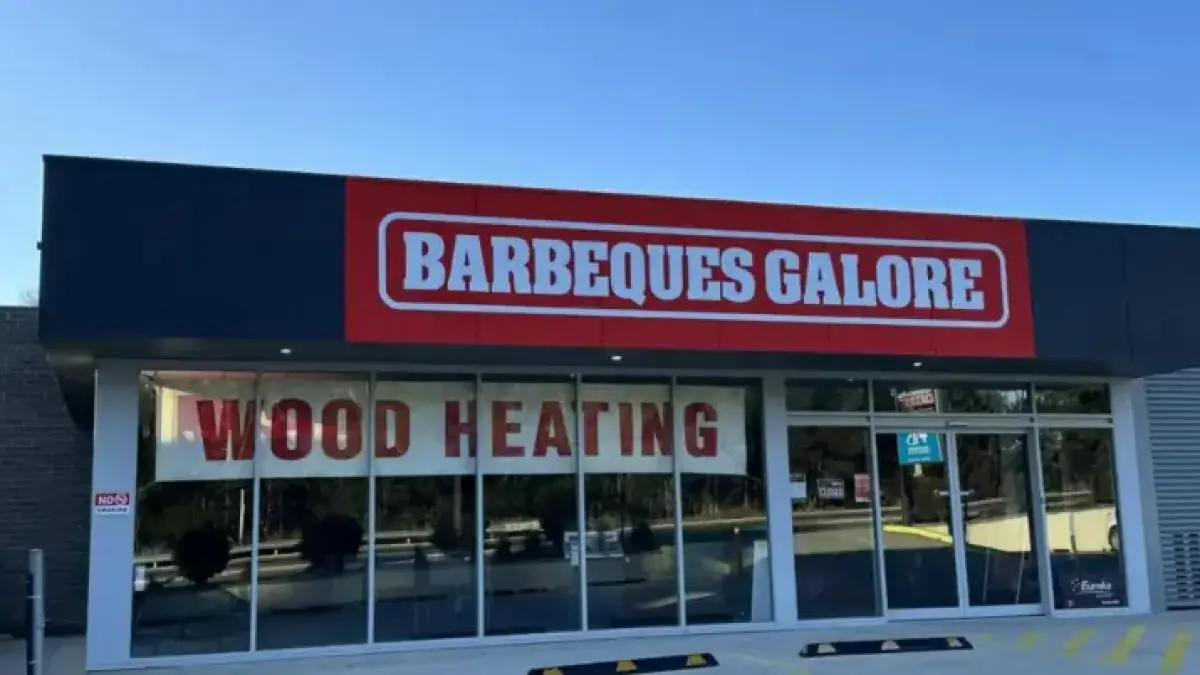 BARBEQUES GALORE
WOOD HEATING
NO
SMOKING
CLOSED
Eureka